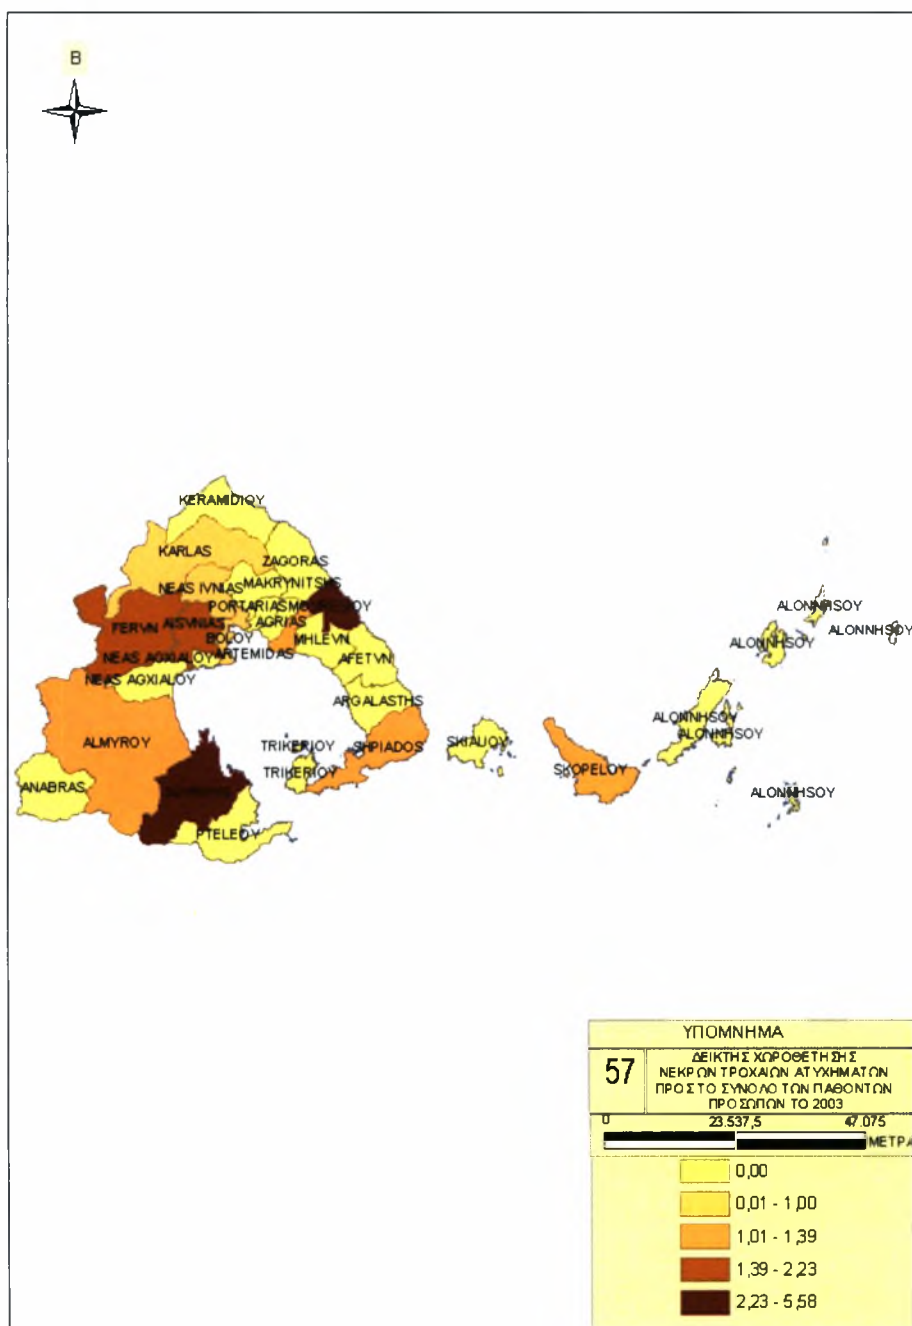 B
KERAMIDIOY
KARLAS
ZAGORAS
NEAS IVNIAS
MAKRYNITSHS
PORTARIAS
FERVN
AISVNIAS
AGRIAS
BOLOY
MHLEVN
ARTEMIDAS
NEAS AGXIALOY
AFETVN
NEAS AGXIALOY
ARGALASTHS
ALMYROY
TRIKERIOY
SHPIADOS
TRIKERIOY
ANABRAS
PTELEOY
SKIAUOY
SKOPELOY
ALONNHSOY
ALONNHSOY
ALONNHSOY
ALONNHSOY
ALONNHSOY
ALONNHSOY
ΥΠΟΜΝΗΜΑ
57
ΔΕΙΚΤΗΣ ΧΩΡΟΘΕΤΗΣΗΣ
ΝΕΚΡΩΝ ΤΡΟΧΑΙΩΝ ΑΤΥΧΗΜΑΤΩΝ
ΠΡΟΣ ΤΟ ΣΥΝΟΛΟ ΤΩΝ ΠΑΘΟΝΤΩΝ
ΠΡΟΣΩΠΩΝ ΤΟ 2003
0 23.537,5 47.075
ΜΕΤΡΑ
0,00
0,01 - 1,00
1,01 - 1,39
1,39 - 2,23
2,23 - 5,58